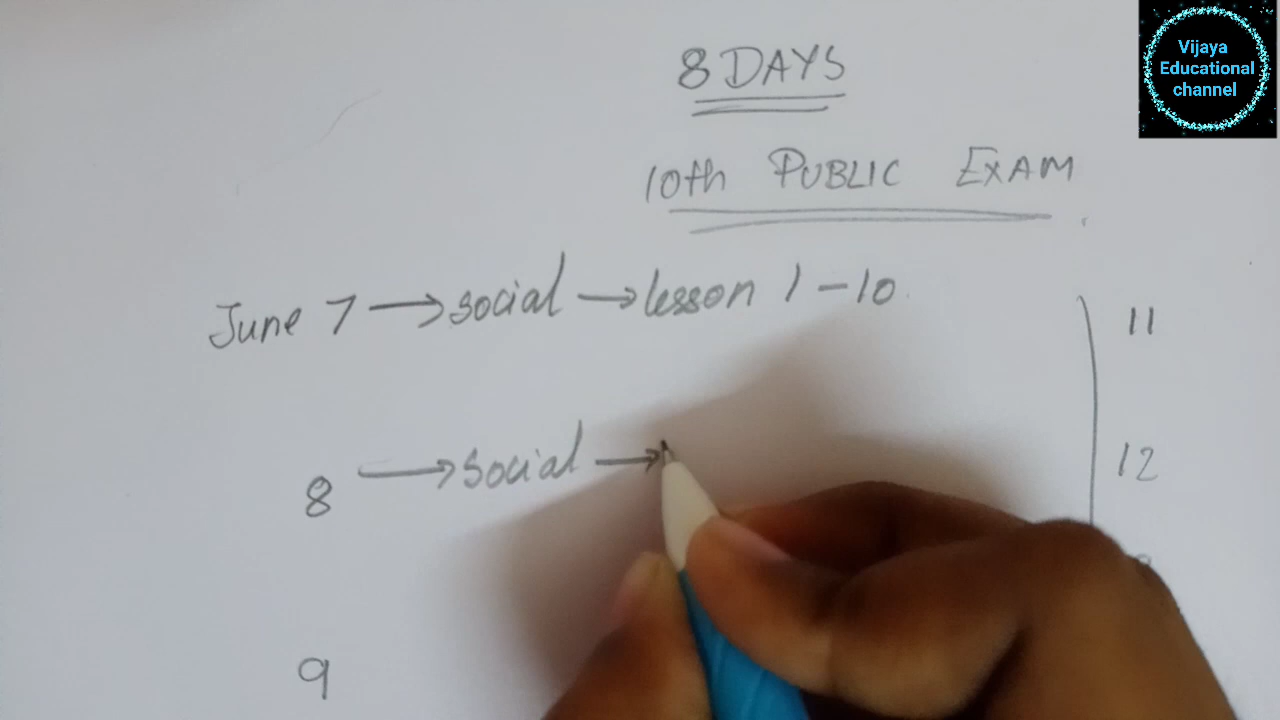 8 DAYS
10th PUBLIC EXAM
June 7 → social → lesson 1 – 10
8 → social →
9
11
12
Vijaya
Educational
channel